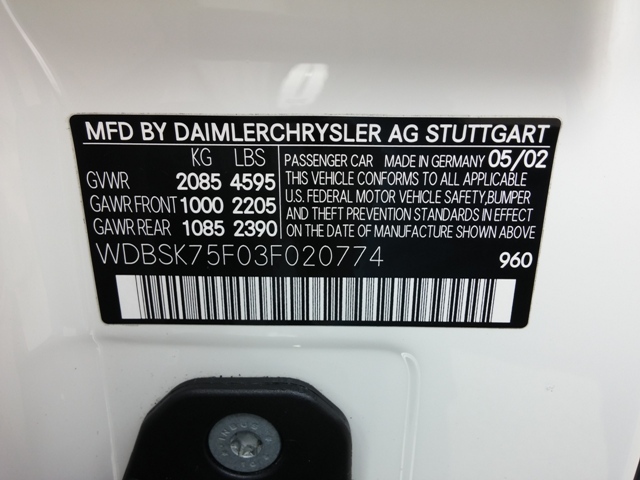 MFD BY DAIMLERCHRYSLER AG STUTTGART
KG LBS
GVWR 2085 4595
GAWR FRONT 1000 2205
GAWR REAR 1085 2390
PASSENGER CAR MADE IN GERMANY 05/02
THIS VEHICLE CONFORMS TO ALL APPLICABLE
U.S. FEDERAL MOTOR VEHICLE SAFETY,BUMPER
AND THEFT PREVENTION STANDARDS IN EFFECT
ON THE DATE OF MANUFACTURE SHOWN ABOVE.
WDBSK75F03F020774
960